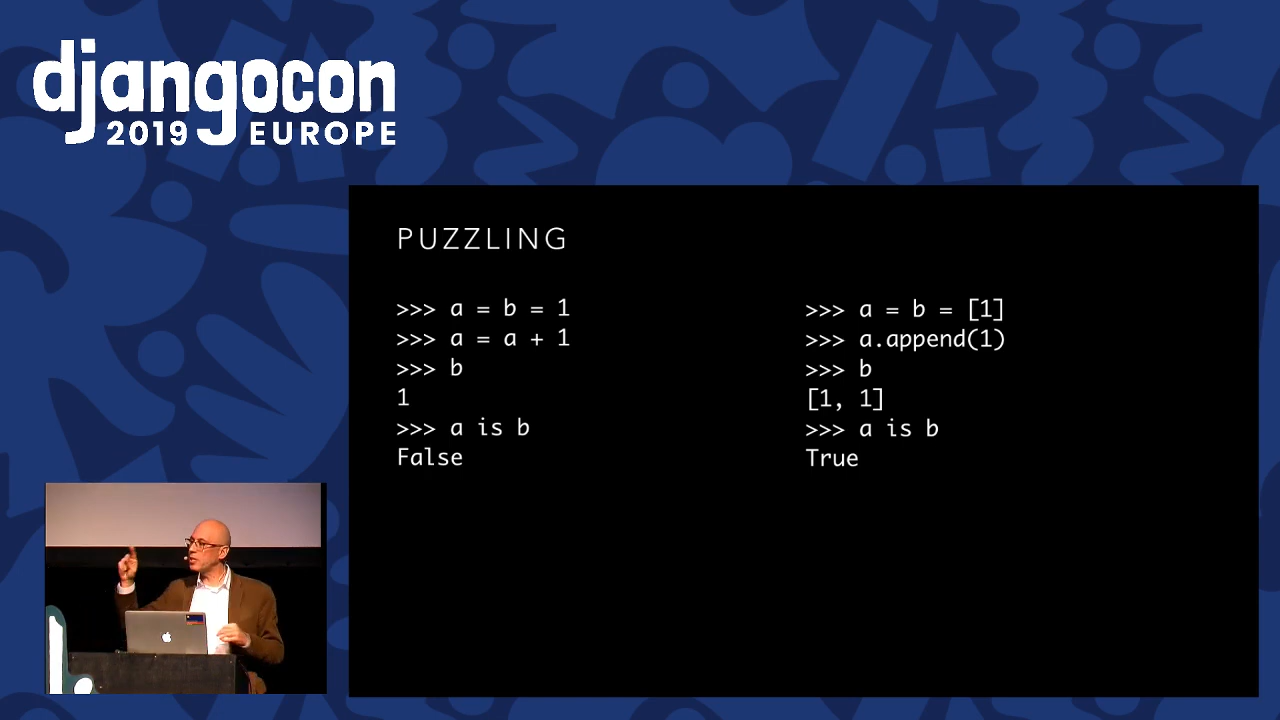 djangocon
2019 EUROPE
PUZZLING
>>> a = b = 1
>>> a = a + 1
>>> b
1
>>> a is b
False
>>> a = b = [1]
>>> a.append(1)
>>> b
[1, 1]
>>> a is b
True